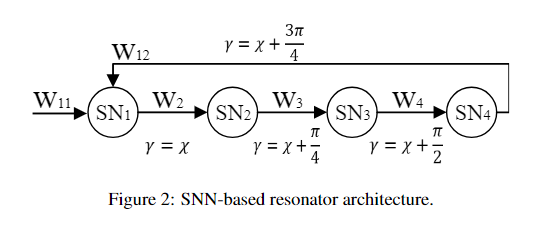 W₁₂ γ = χ + 3π/4
W₁₁ SN₁ W₂ SN₂ W₃ SN₃ W₄ SN₄
γ = χ γ = χ + π/4 γ = χ + π/2
Figure 2: SNN-based resonator architecture.